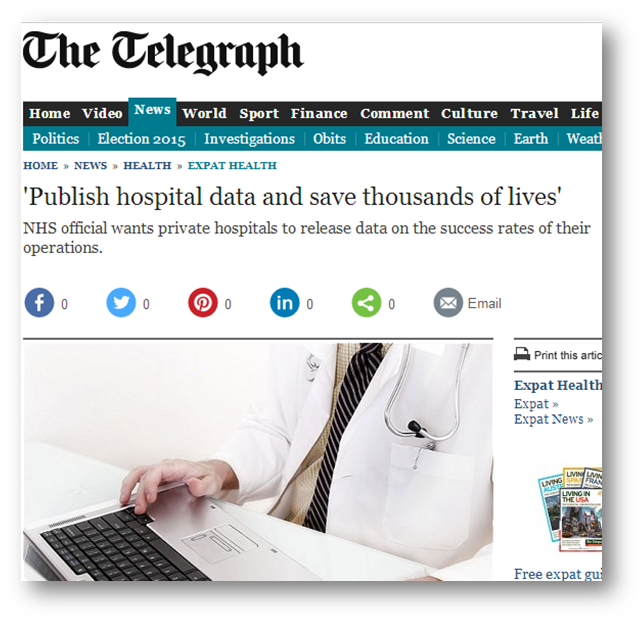 The Telegraph
Home Video News World Sport Finance Comment Culture Travel Life
Politics Election 2015 Investigations Obits Education Science Earth
HOME » NEWS » HEALTH » EXPAT HEALTH
'Publish hospital data and save thousands of lives'
NHS official wants private hospitals to release data on the success rates of their
operations.
0 0 0 in 0 0 Email
Print this artic
Expat Health
Expat »
Expat News »
LIVING IN
THE USA
Free expat gui